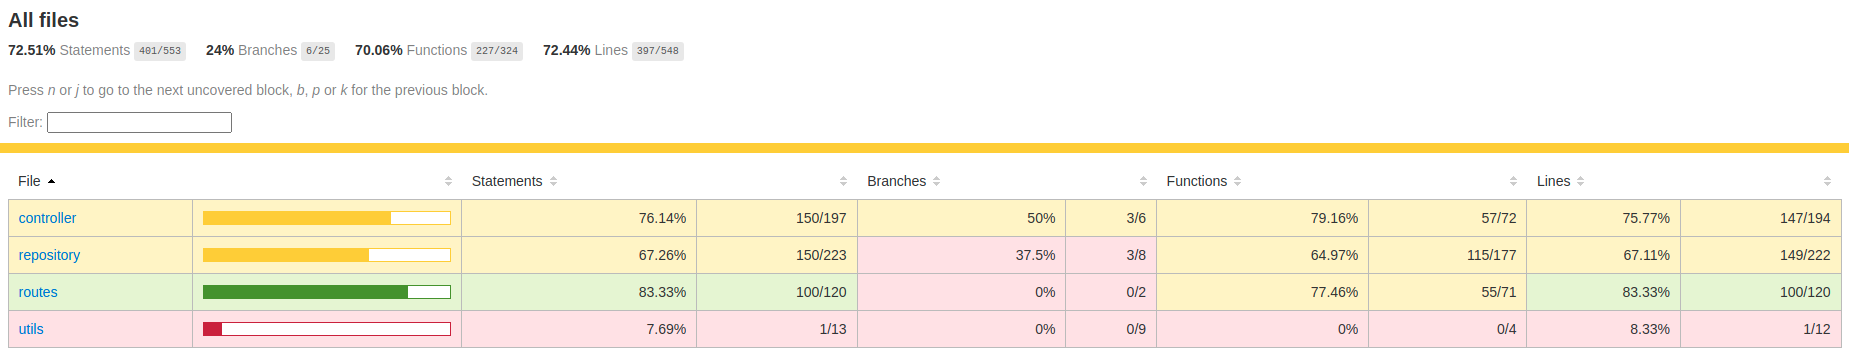 All files
72.51% Statements 401/553 24% Branches 6/25 70.06% Functions 227/324 72.44% Lines 397/548
Press n or j to go to the next uncovered block, b, p or k for the previous block.
Filter:
File Statements Branches Functions Lines
controller 76.14% 150/197 50% 3/6 79.16% 57/72 75.77% 147/194
repository 67.26% 150/223 37.5% 3/8 64.97% 115/177 67.11% 149/222
routes 83.33% 100/120 0% 0/2 77.46% 55/71 83.33% 100/120
utils 7.69% 1/13 0% 0/9 0% 0/4 8.33% 1/12